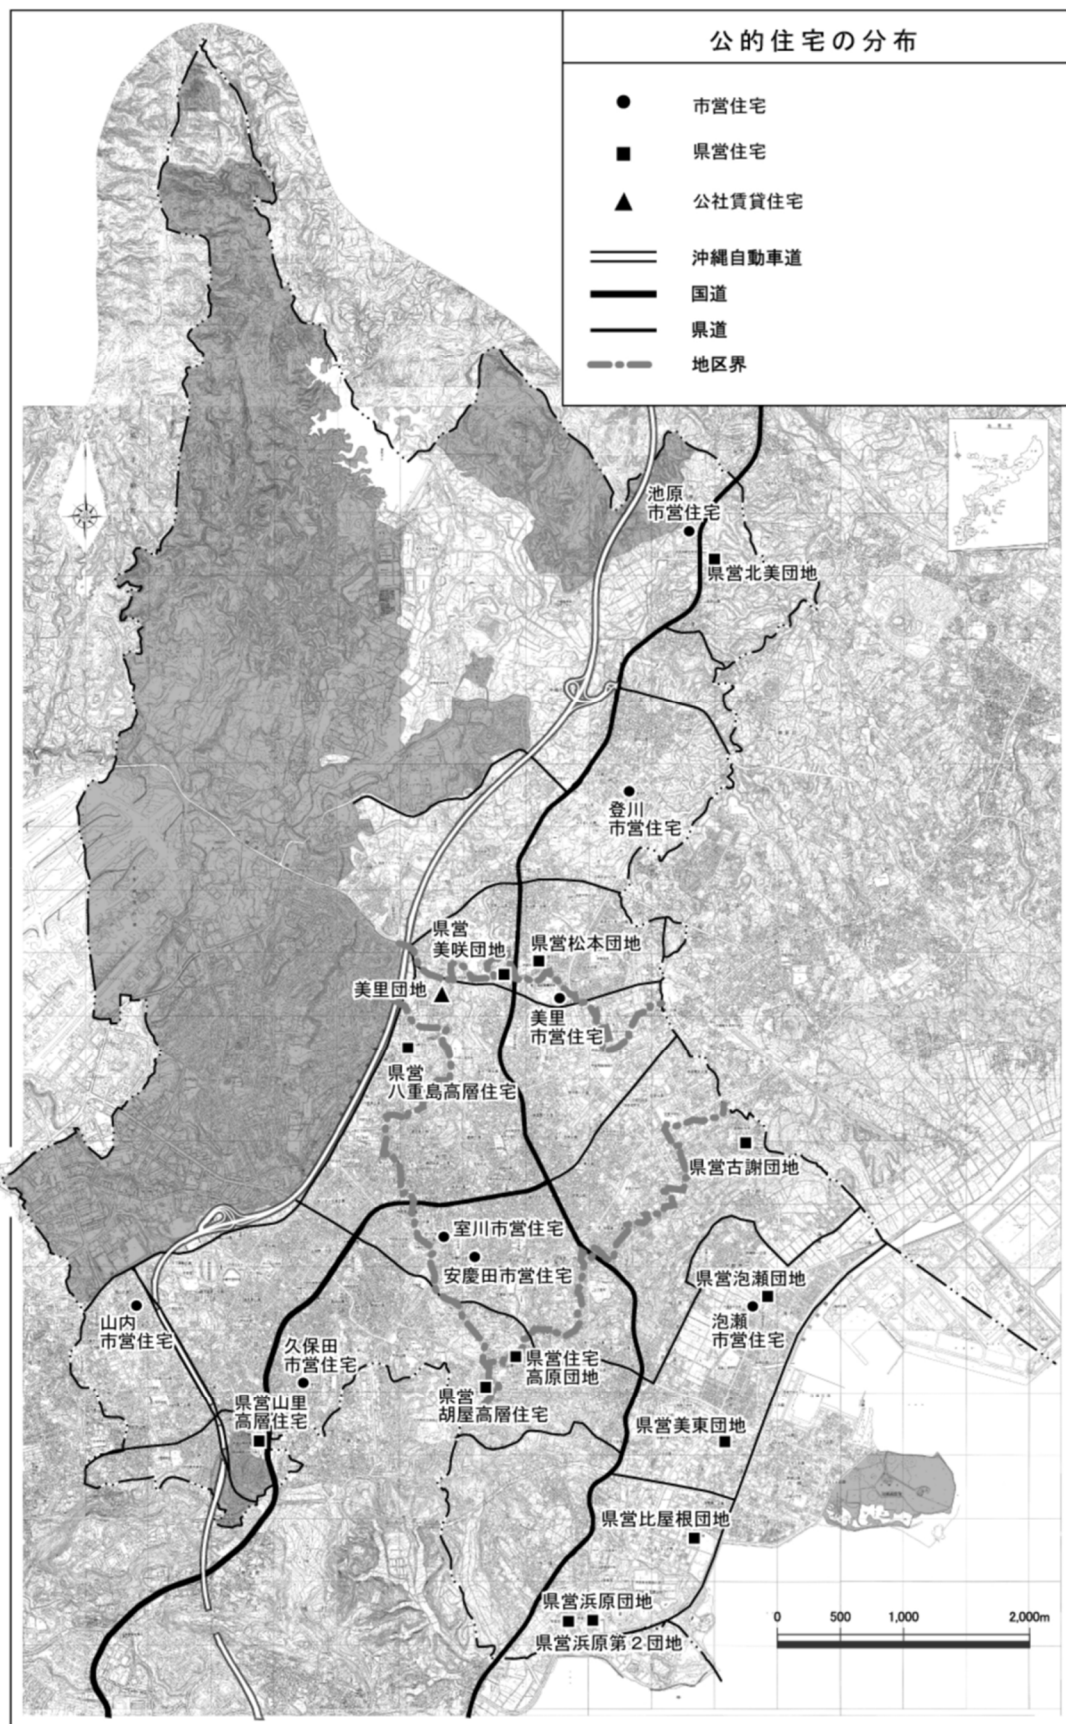 公的住宅の分布
市営住宅
県営住宅
公社賃貸住宅
沖縄自動車道
国道
県道
地区界
池原
市営住宅
県営北美団地
登川
市営住宅
県営
美咲団地
県営松本団地
美里団地
美里
市営住宅
県営
八重島高層住宅
県営古謝団地
室川市営住宅
安慶田市営住宅
県営泡瀬団地
泡瀬
市営住宅
山内
市営住宅
久保田
市営住宅
県営住宅
高原団地
県営
胡屋高層住宅
県営山里
高層住宅
県営美東団地
県営比屋根団地
県営浜原団地
県営浜原第2団地
0 500 1,000 2,000m